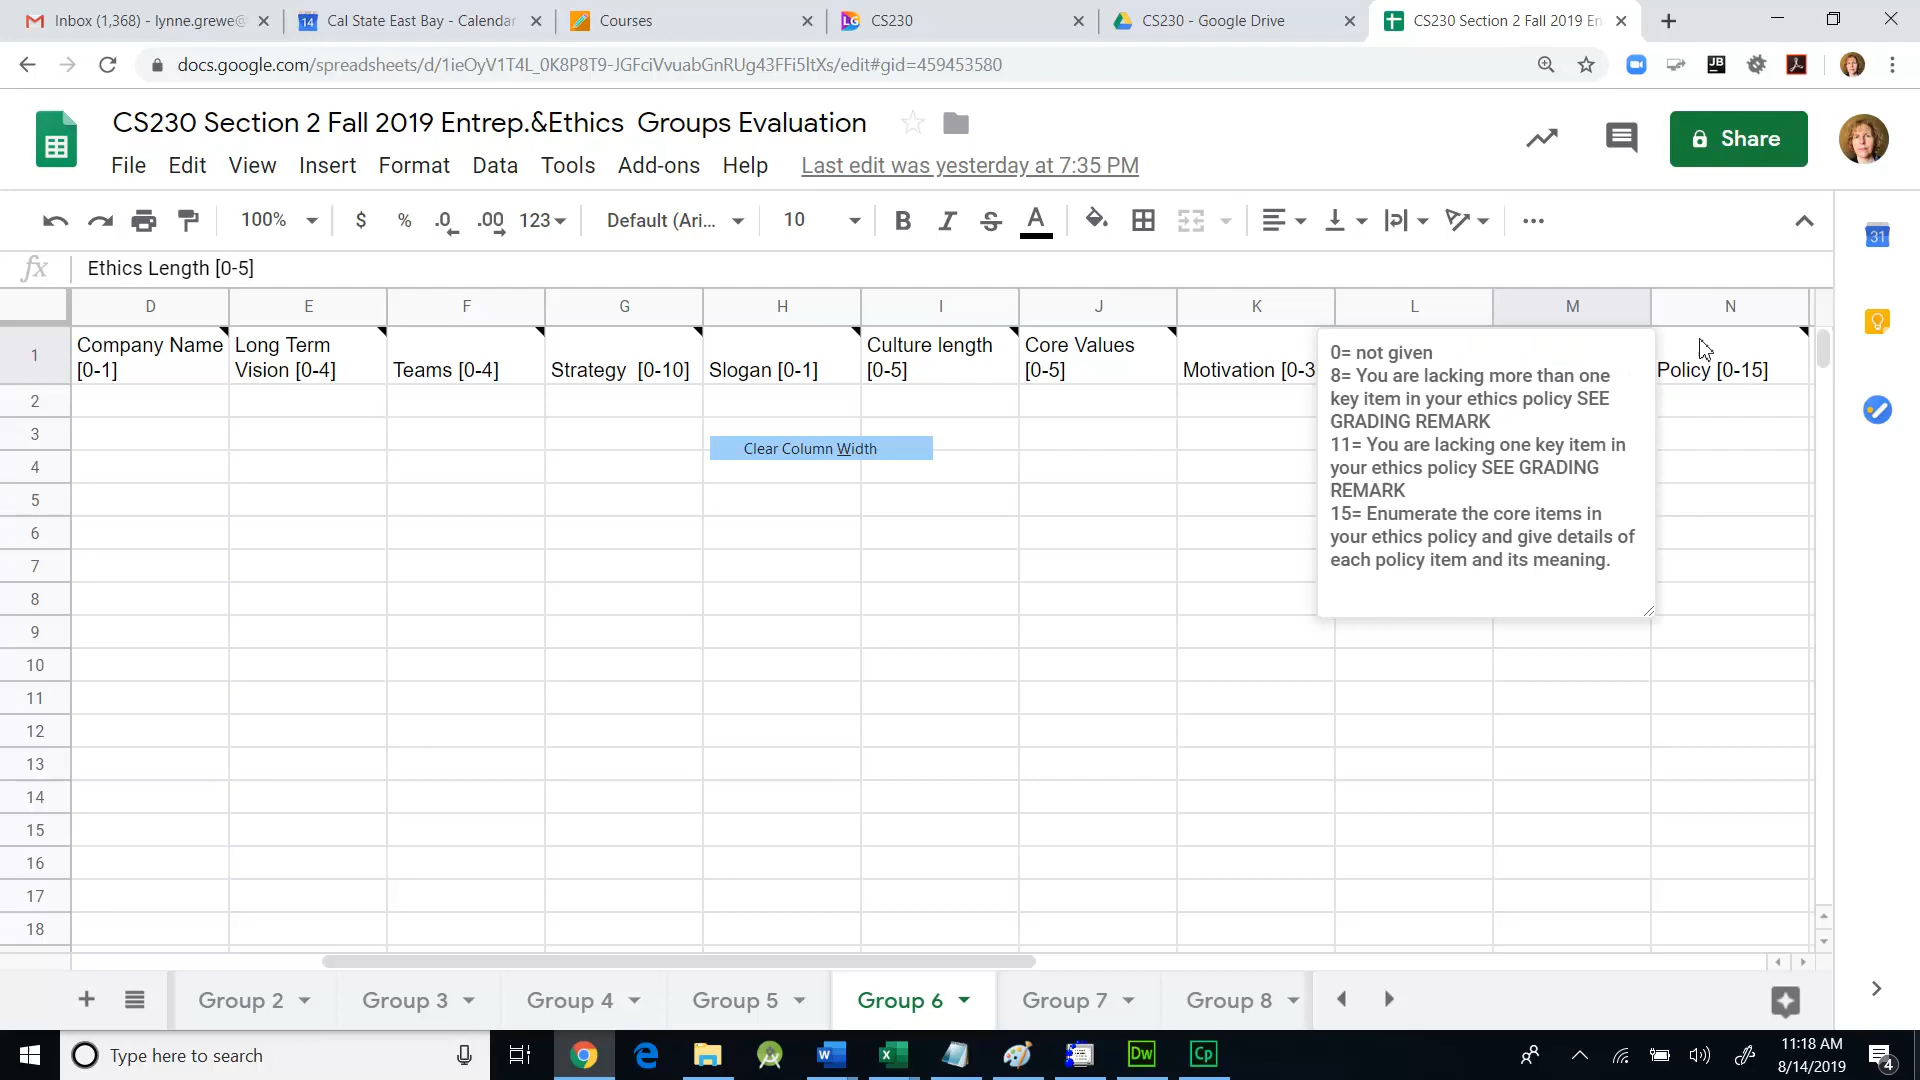 Inbox (1,368) - lynne.grewe@
14
Cal State East Bay - Calendar
Courses
LG
CS230
CS230 - Google Drive
CS230 Section 2 Fall 2019 En
docs.google.com/spreadsheets/d/1ieOyV1T4L_0K8P8T9-JGFciVvuabGnRUg43FFi5ltXs/edit#gid=459453580
JB
CS230 Section 2 Fall 2019 Entrep.&Ethics Groups Evaluation
Share
File Edit View Insert Format Data Tools Add-ons Help Last edit was yesterday at 7:35 PM
100% $ % .0 .00 123 Default (Ari... 10 B I S A
31
fx Ethics Length [0-5]
D E F G H I J K L M N
1
Company Name
[0-1]
Long Term
Vision [0-4]
Teams [0-4]
Strategy [0-10]
Slogan [0-1]
Culture length
[0-5]
Core Values
[0-5]
Motivation [0-3
Policy [0-15]
0= not given
8= You are lacking more than one
key item in your ethics policy SEE
GRADING REMARK
11= You are lacking one key item in
your ethics policy SEE GRADING
REMARK
15= Enumerate the core items in
your ethics policy and give details of
each policy item and its meaning.
Clear Column Width
2
3
4
5
6
7
8
9
10
11
12
13
14
15
16
17
18
Group 2 Group 3 Group 4 Group 5 Group 6 Group 7 Group 8
Type here to search
Dw
Cp
11:18 AM
8/14/2019
4